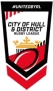 #UNITEDBYRL
CITY OF HULL
& DISTRICT
RUGBY LEAGUE